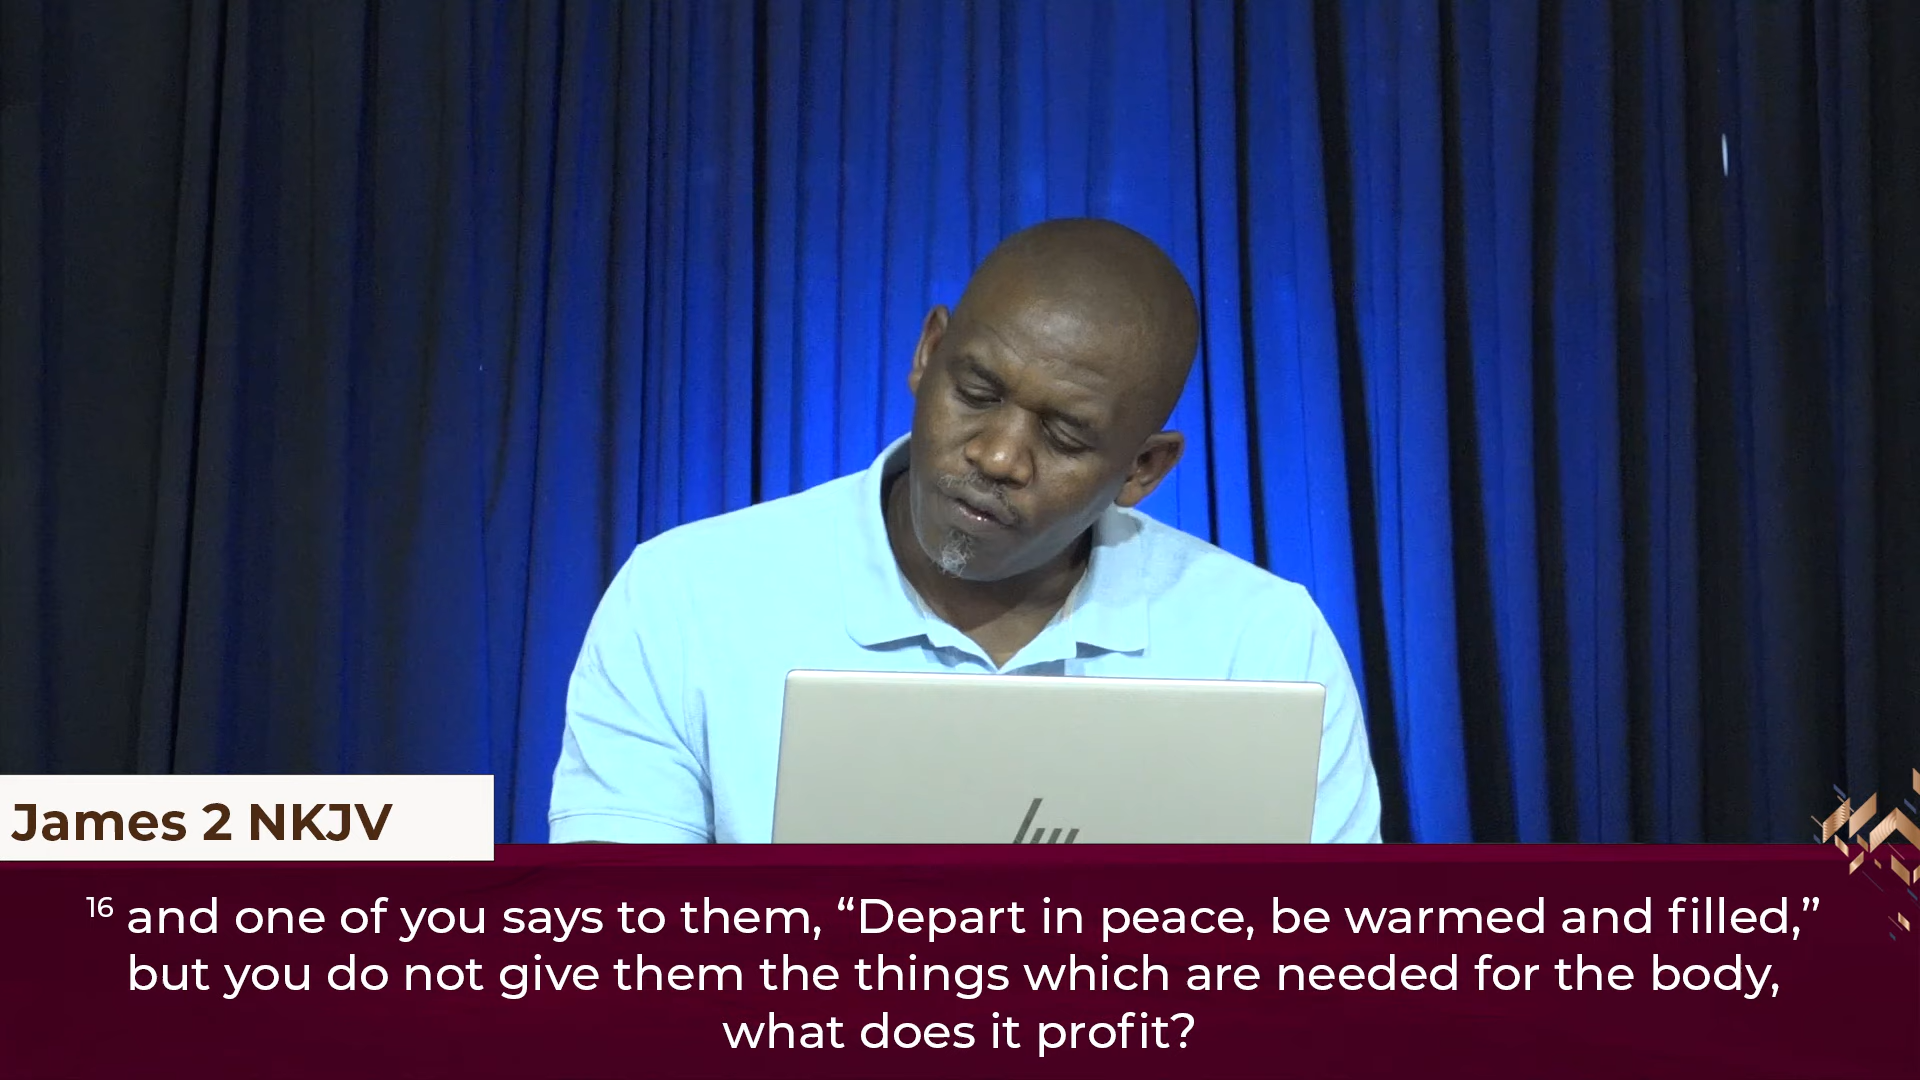 James 2 NKJV
16 and one of you says to them, “Depart in peace, be warmed and filled,”
but you do not give them the things which are needed for the body,
what does it profit?